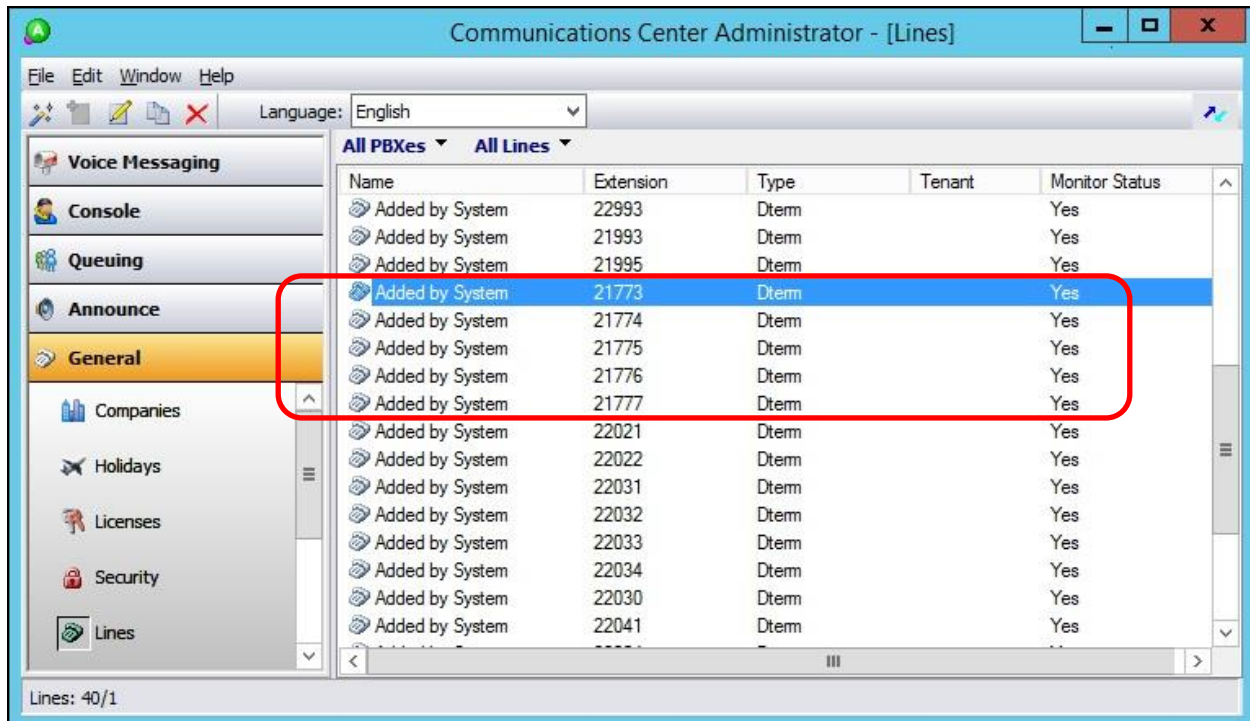 Communications Center Administrator - [Lines]
File Edit Window Help
Language: English
All PBXes All Lines
Voice Messaging
Console
Queuing
Announce
General
Companies
Holidays
Licenses
Security
Lines
Name Extension Type Tenant Monitor Status
Added by System 22993 Dterm Yes
Added by System 21993 Dterm Yes
Added by System 21995 Dterm Yes
Added by System 21773 Dterm Yes
Added by System 21774 Dterm Yes
Added by System 21775 Dterm Yes
Added by System 21776 Dterm Yes
Added by System 21777 Dterm Yes
Added by System 22021 Dterm Yes
Added by System 22022 Dterm Yes
Added by System 22031 Dterm Yes
Added by System 22032 Dterm Yes
Added by System 22033 Dterm Yes
Added by System 22034 Dterm Yes
Added by System 22030 Dterm Yes
Added by System 22041 Dterm Yes
Lines: 40/1